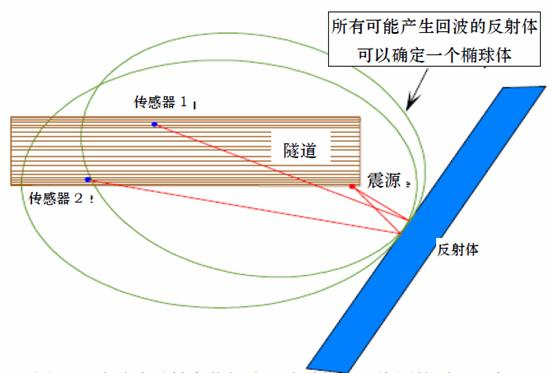 所有可能产生回波的反射体
可以确定一个椭球体
传感器 1
隧道
震源
传感器 2
反射体